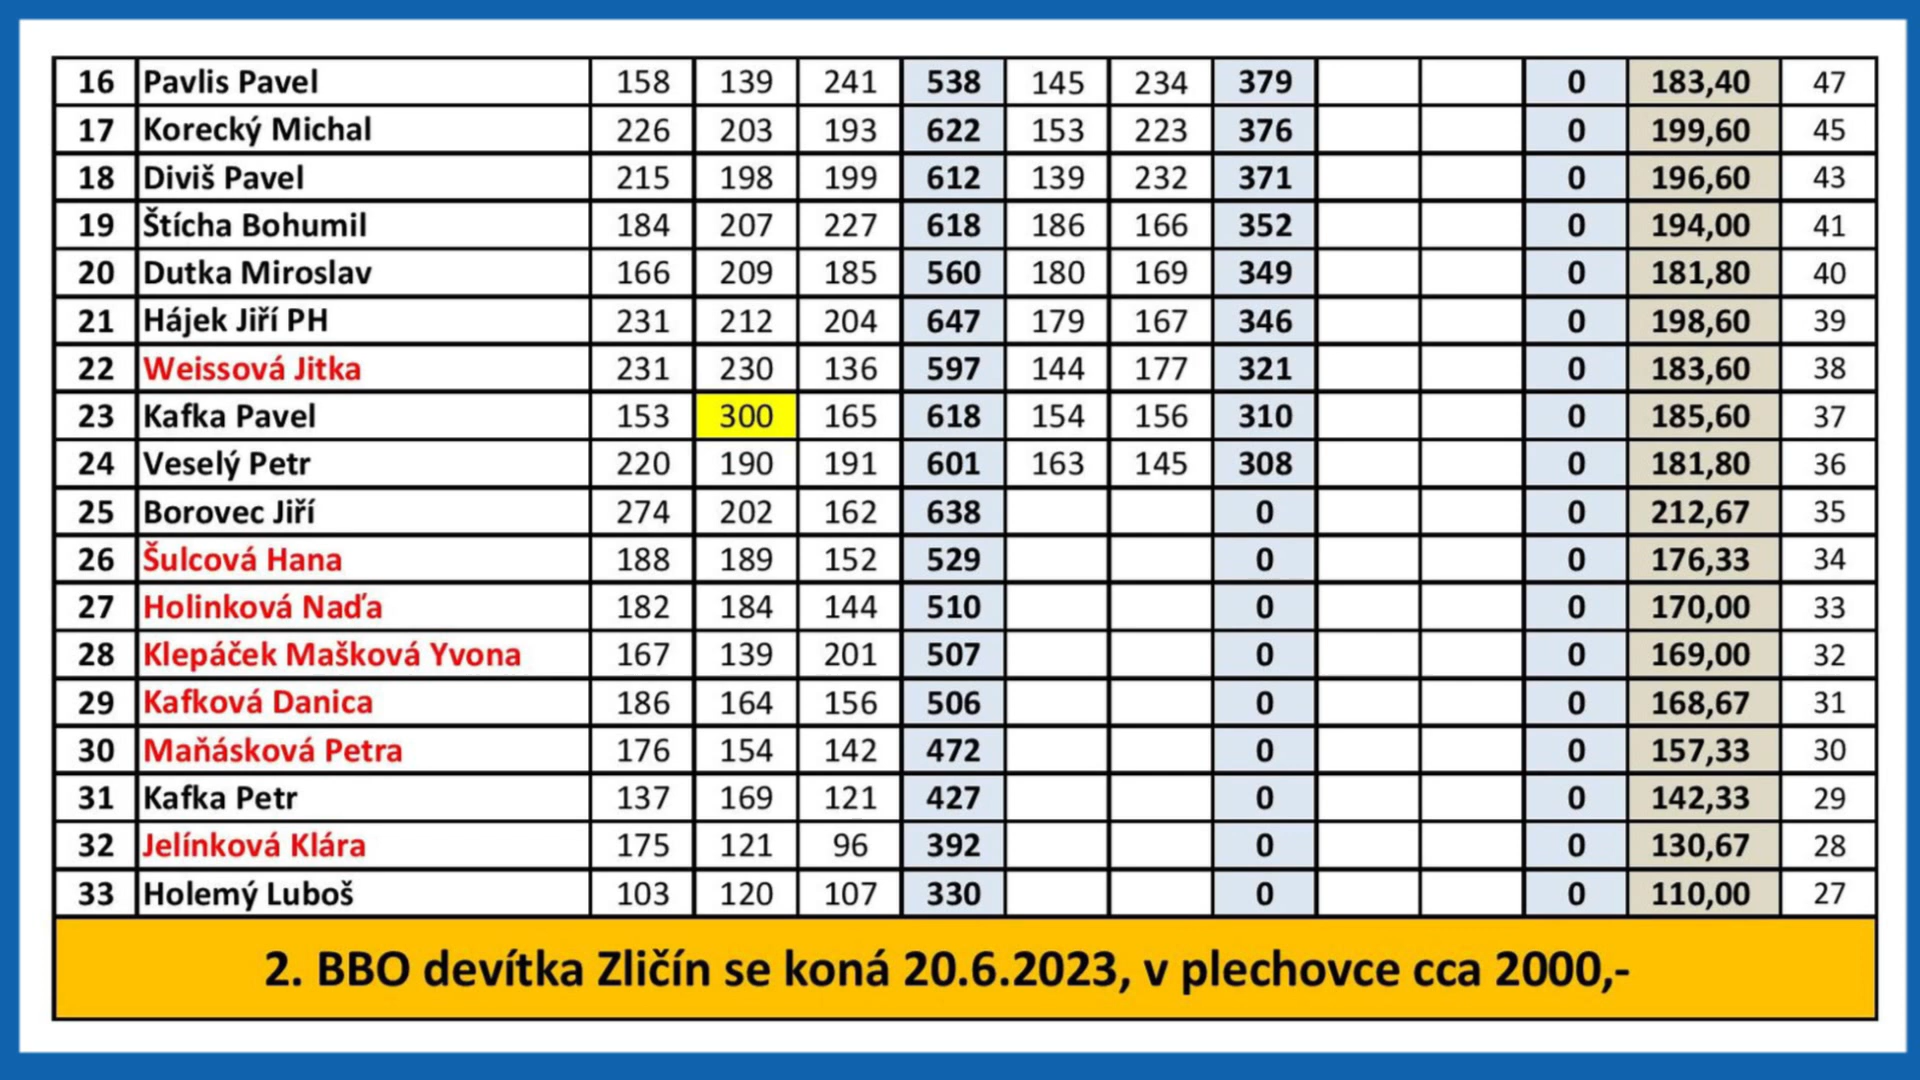 16 Pavlis Pavel 158 139 241 538 145 234 379 0 183,40 47
17 Korecký Michal 226 203 193 622 153 223 376 0 199,60 45
18 Diviš Pavel 215 198 199 612 139 232 371 0 196,60 43
19 Štícha Bohumil 184 207 227 618 186 166 352 0 194,00 41
20 Dutka Miroslav 166 209 185 560 180 169 349 0 181,80 40
21 Hájek Jiří PH 231 212 204 647 179 167 346 0 198,60 39
22 Weissová Jitka 231 230 136 597 144 177 321 0 183,60 38
23 Kafka Pavel 153 300 165 618 154 156 310 0 185,60 37
24 Veselý Petr 220 190 191 601 163 145 308 0 181,80 36
25 Borovec Jiří 274 202 162 638 0 0 212,67 35
26 Šulcová Hana 188 189 152 529 0 0 176,33 34
27 Holinková Naďa 182 184 144 510 0 0 170,00 33
28 Klepáček Mašková Yvona 167 139 201 507 0 0 169,00 32
29 Kafková Danica 186 164 156 506 0 0 168,67 31
30 Maňásková Petra 176 154 142 472 0 0 157,33 30
31 Kafka Petr 137 169 121 427 0 0 142,33 29
32 Jelínková Klára 175 121 96 392 0 0 130,67 28
33 Holemý Luboš 103 120 107 330 0 0 110,00 27
2. BBO devítka Zličín se koná 20.6.2023, v plechovce cca 2000,-